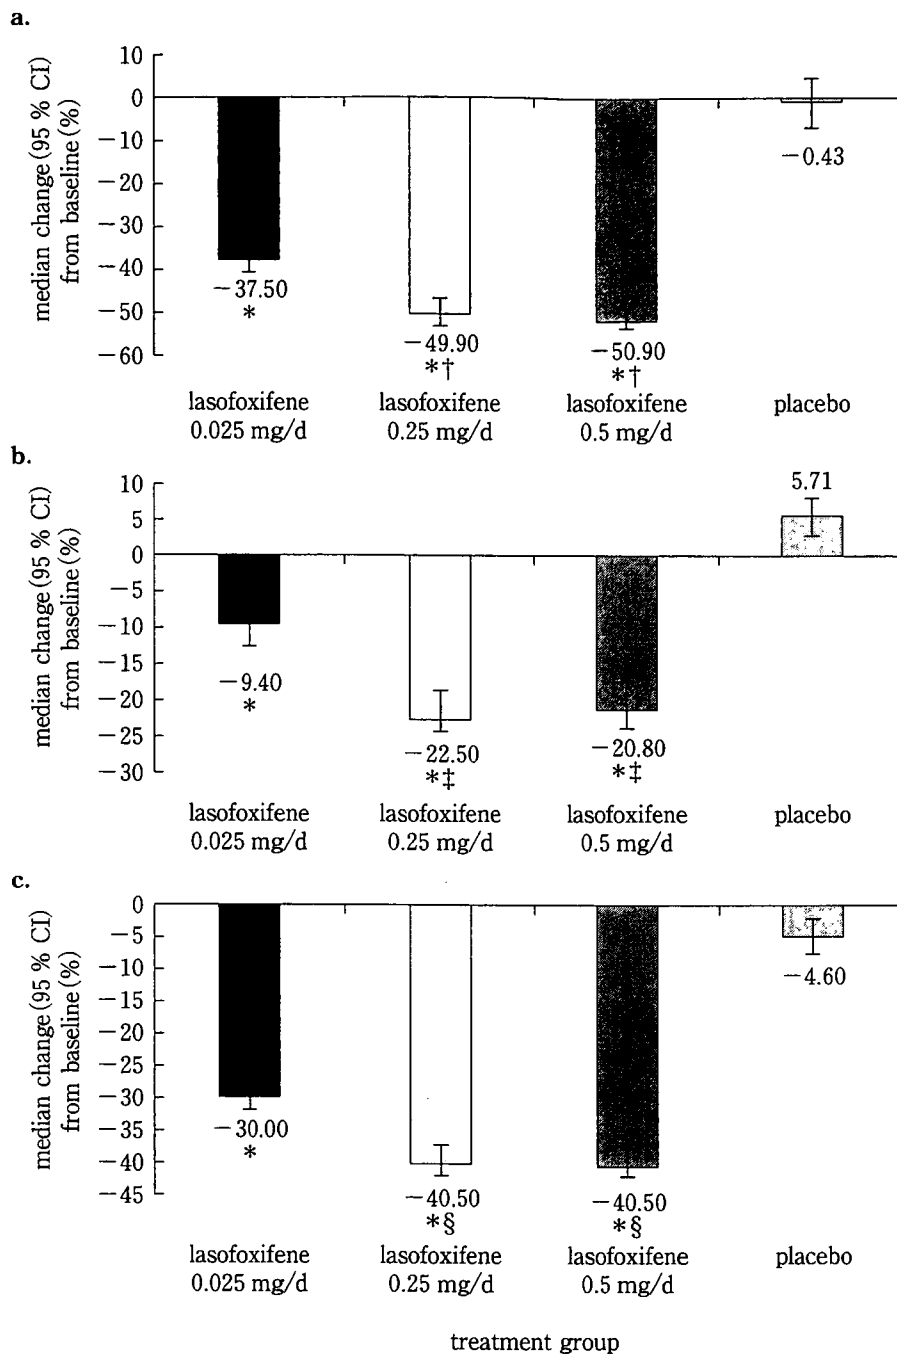 a.
median change (95 % CI)
from baseline (%)
10
0
−10
−20
−30
−40
−50
−60
−37.50
*
−49.90
*†
−50.90
*†
−0.43
lasofoxifene
0.025 mg/d
lasofoxifene
0.25 mg/d
lasofoxifene
0.5 mg/d
placebo
b.
median change (95 % CI)
from baseline (%)
10
5
0
−5
−10
−15
−20
−25
−30
−9.40
*
−22.50
*‡
−20.80
*‡
5.71
lasofoxifene
0.025 mg/d
lasofoxifene
0.25 mg/d
lasofoxifene
0.5 mg/d
placebo
c.
median change (95 % CI)
from baseline (%)
0
−5
−10
−15
−20
−25
−30
−35
−40
−45
−30.00
*
−40.50
*§
−40.50
*§
−4.60
lasofoxifene
0.025 mg/d
lasofoxifene
0.25 mg/d
lasofoxifene
0.5 mg/d
placebo
treatment group